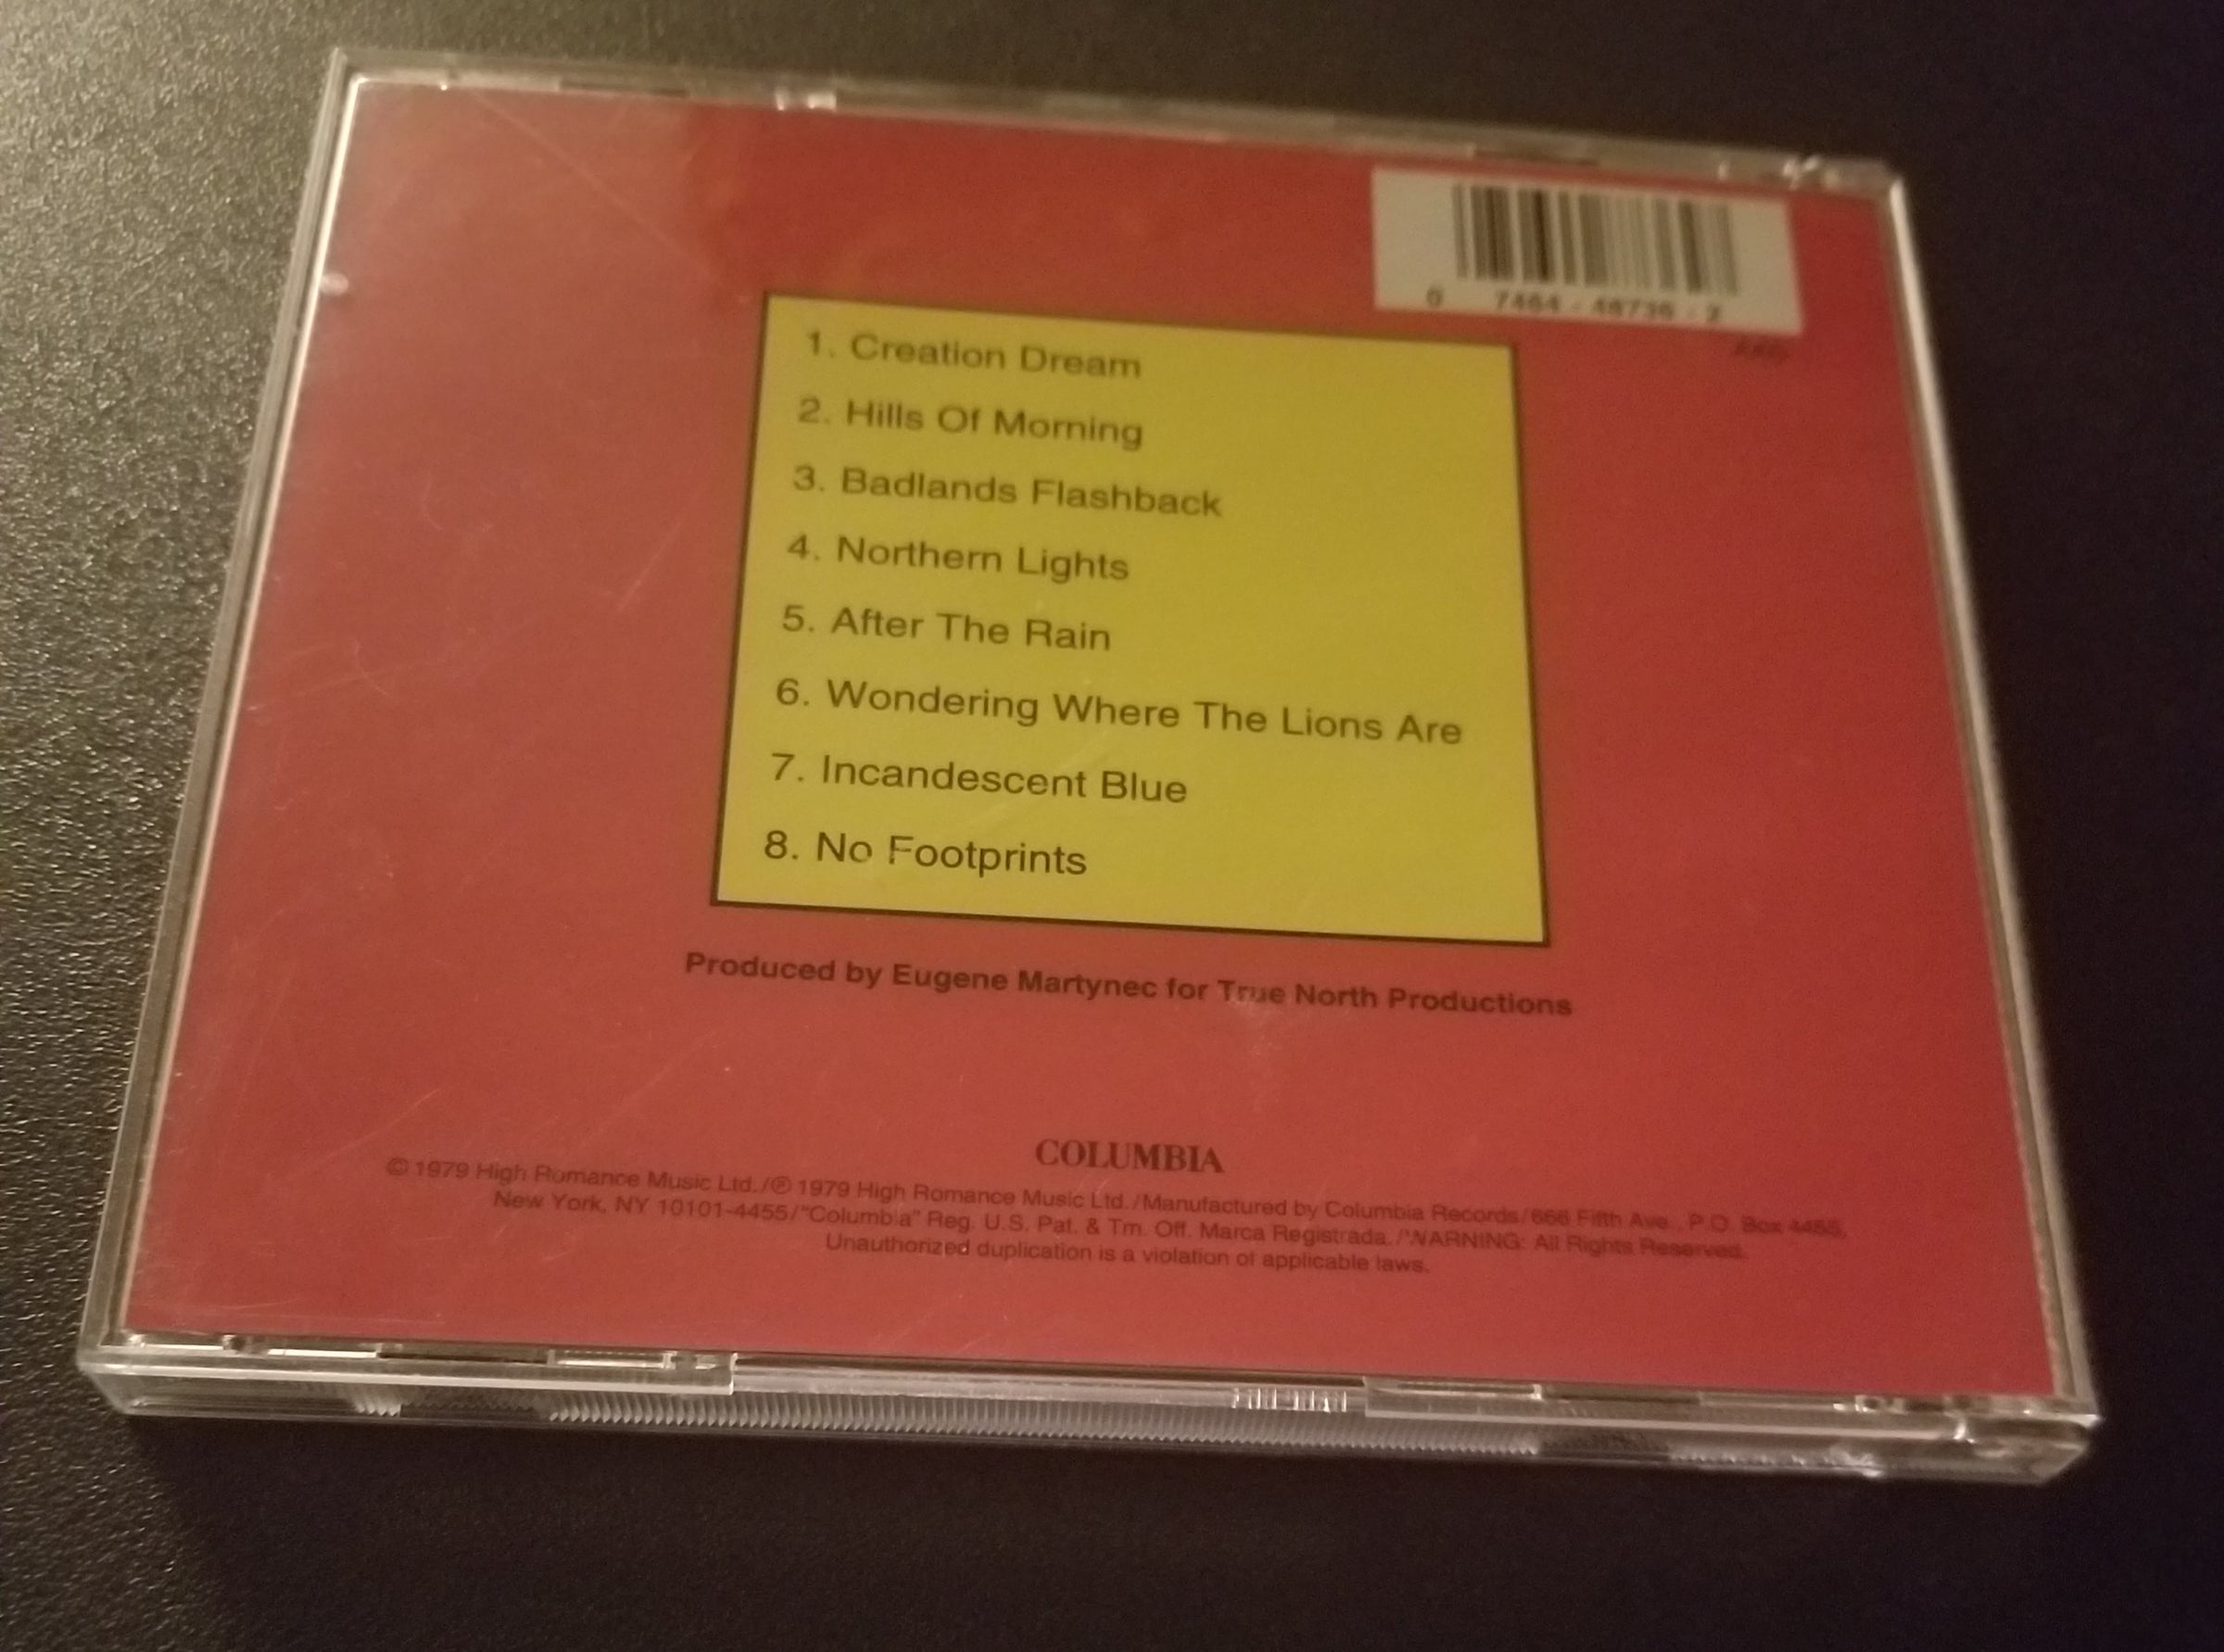 0 7464-48736-2
1. Creation Dream
2. Hills Of Morning
3. Badlands Flashback
4. Northern Lights
5. After The Rain
6. Wondering Where The Lions Are
7. Incandescent Blue
8. No Footprints
Produced by Eugene Martynec for True North Productions
COLUMBIA
© 1979 High Romance Music Ltd./℗ 1979 High Romance Music Ltd./Manufactured by Columbia Records/666 Fifth Ave., P.O. Box 4455,
New York, NY 10101-4455/"Columbia" Reg. U.S. Pat. & Tm. Off. Marca Registrada./WARNING: All Rights Reserved.
Unauthorized duplication is a violation of applicable laws.